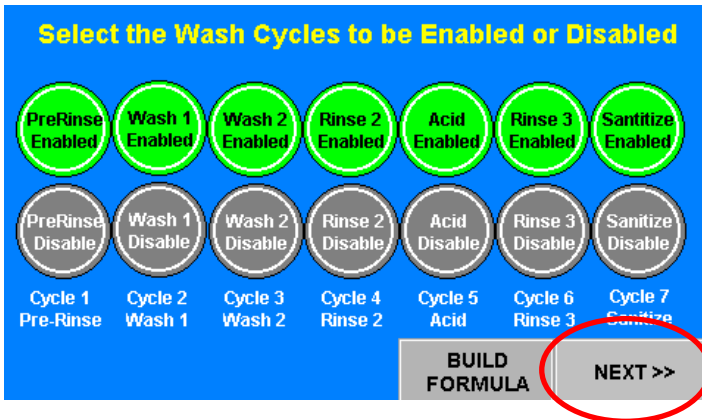 Select the Wash Cycles to be Enabled or Disabled
PreRinse Wash 1 Wash 2 Rinse 2 Acid Rinse 3 Santitize
Enabled Enabled Enabled Enabled Enabled Enabled Enabled
PreRinse Wash 1 Wash 2 Rinse 2 Acid Rinse 3 Sanitize
Disable Disable Disable Disable Disable Disable Disable
Cycle 1 Cycle 2 Cycle 3 Cycle 4 Cycle 5 Cycle 6 Cycle 7
Pre-Rinse Wash 1 Wash 2 Rinse 2 Acid Rinse 3 Sanitize
BUILD
FORMULA
NEXT >>